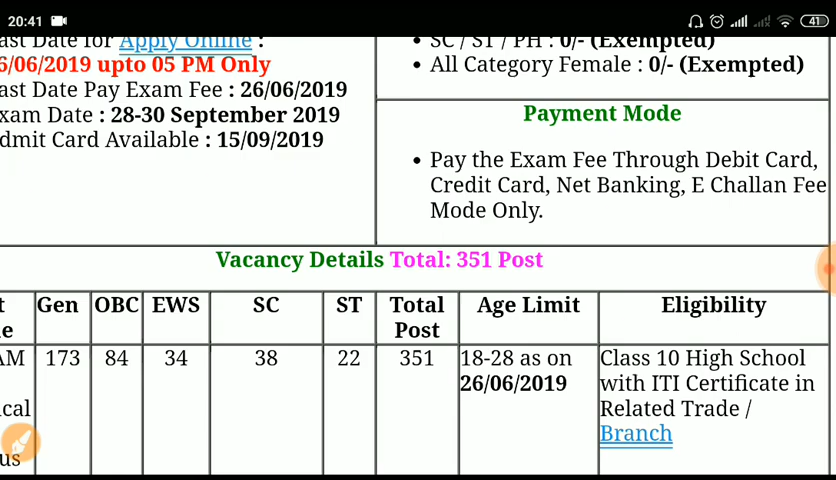 20:41
41
ast Date for Apply Online :
6/06/2019 upto 05 PM Only
ast Date Pay Exam Fee : 26/06/2019
xam Date : 28-30 September 2019
dmit Card Available : 15/09/2019
• SC / ST / PH : 0/- (Exempted)
• All Category Female : 0/- (Exempted)
Payment Mode
• Pay the Exam Fee Through Debit Card,
Credit Card, Net Banking, E Challan Fee
Mode Only.
Vacancy Details Total: 351 Post
t
e
Gen
OBC
EWS
SC
ST
Total
Post
Age Limit
Eligibility
AM
ical
us
173
84
34
38
22
351
18-28 as on
26/06/2019
Class 10 High School
with ITI Certificate in
Related Trade /
Branch